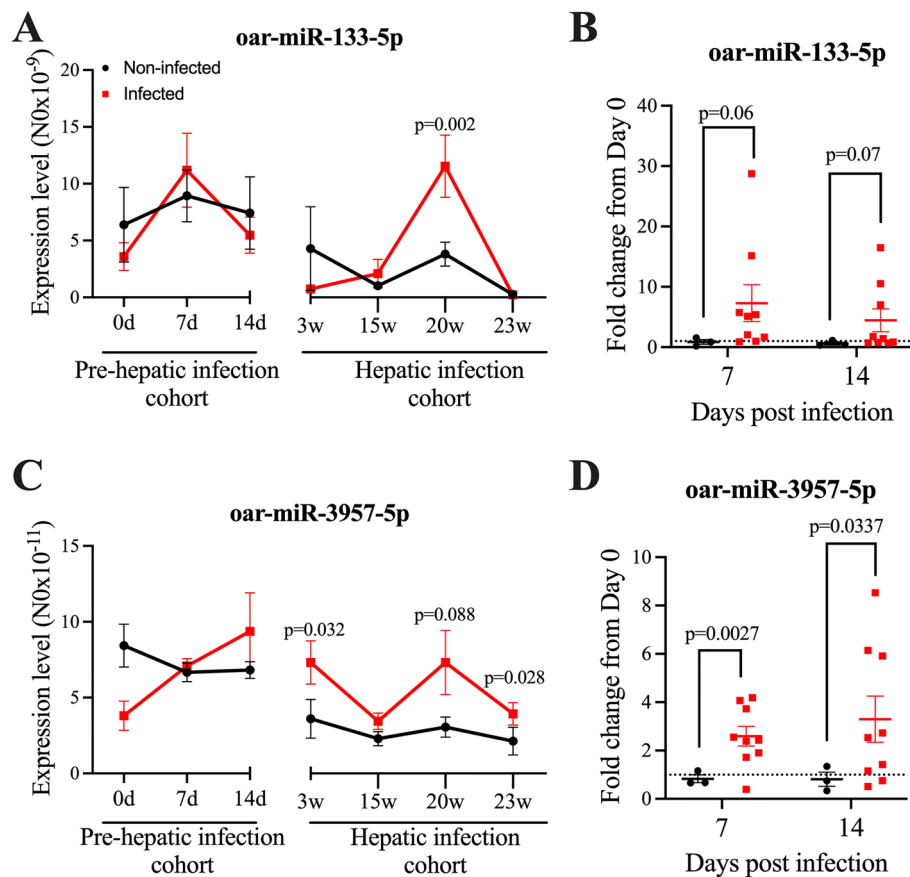 A
oar-miR-133-5p
Expression level (N0x10-9)
20
15
10
5
0
Non-infected
Infected
p=0.002
0d 7d 14d
3w 15w 20w 23w
Pre-hepatic infection
cohort
Hepatic infection
cohort
B
oar-miR-133-5p
Fold change from Day 0
40
30
20
10
0
p=0.06
p=0.07
7 14
Days post infection
C
oar-miR-3957-5p
Expression level (N0x10-11)
15
10
5
0
p=0.032
p=0.088
p=0.028
0d 7d 14d
3w 15w 20w 23w
Pre-hepatic infection
cohort
Hepatic infection
cohort
D
oar-miR-3957-5p
Fold change from Day 0
10
8
6
4
2
0
p=0.0337
p=0.0027
7 14
Days post infection